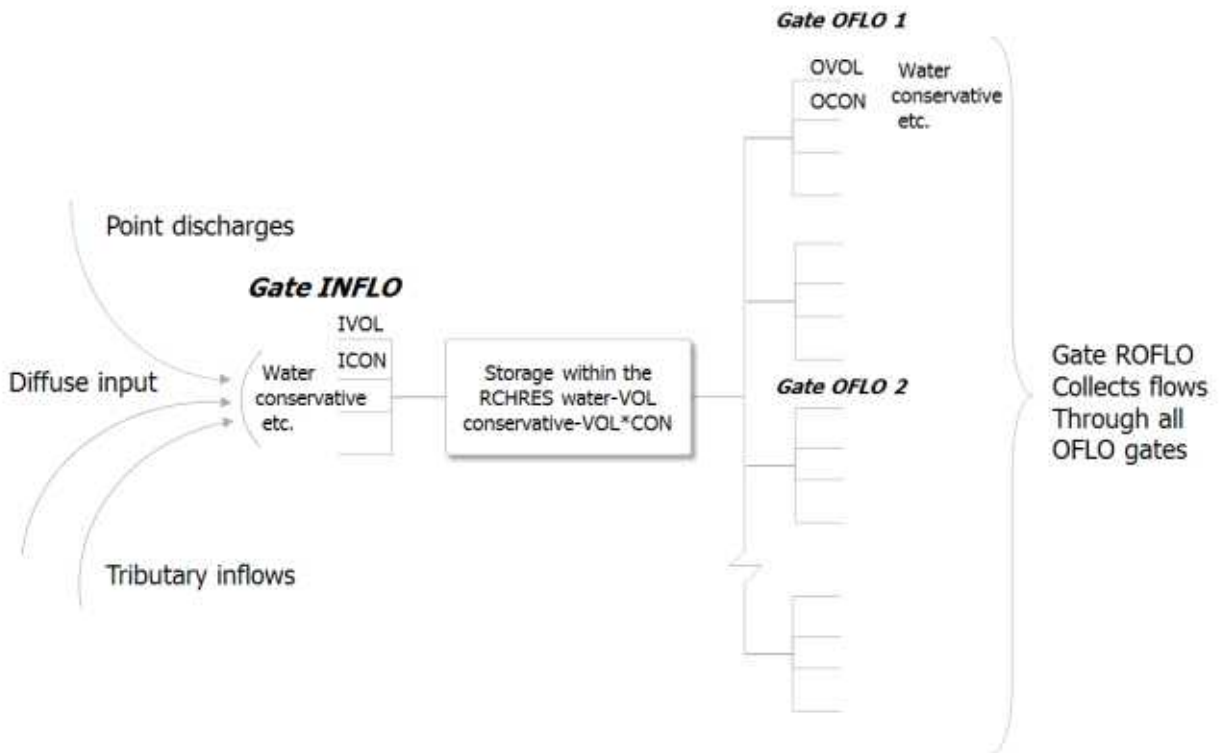 Gate OFLO 1
OVOL
Water
OCON
conservative
etc.
Point discharges
Gate INFLO
IVOL
ICON
Diffuse input
Water
conservative
etc.
Storage within the
RCHRES water-VOL
conservative-VOL*CON
Gate OFLO 2
Gate ROFLO
Collects flows
Through all
OFLO gates
Tributary inflows